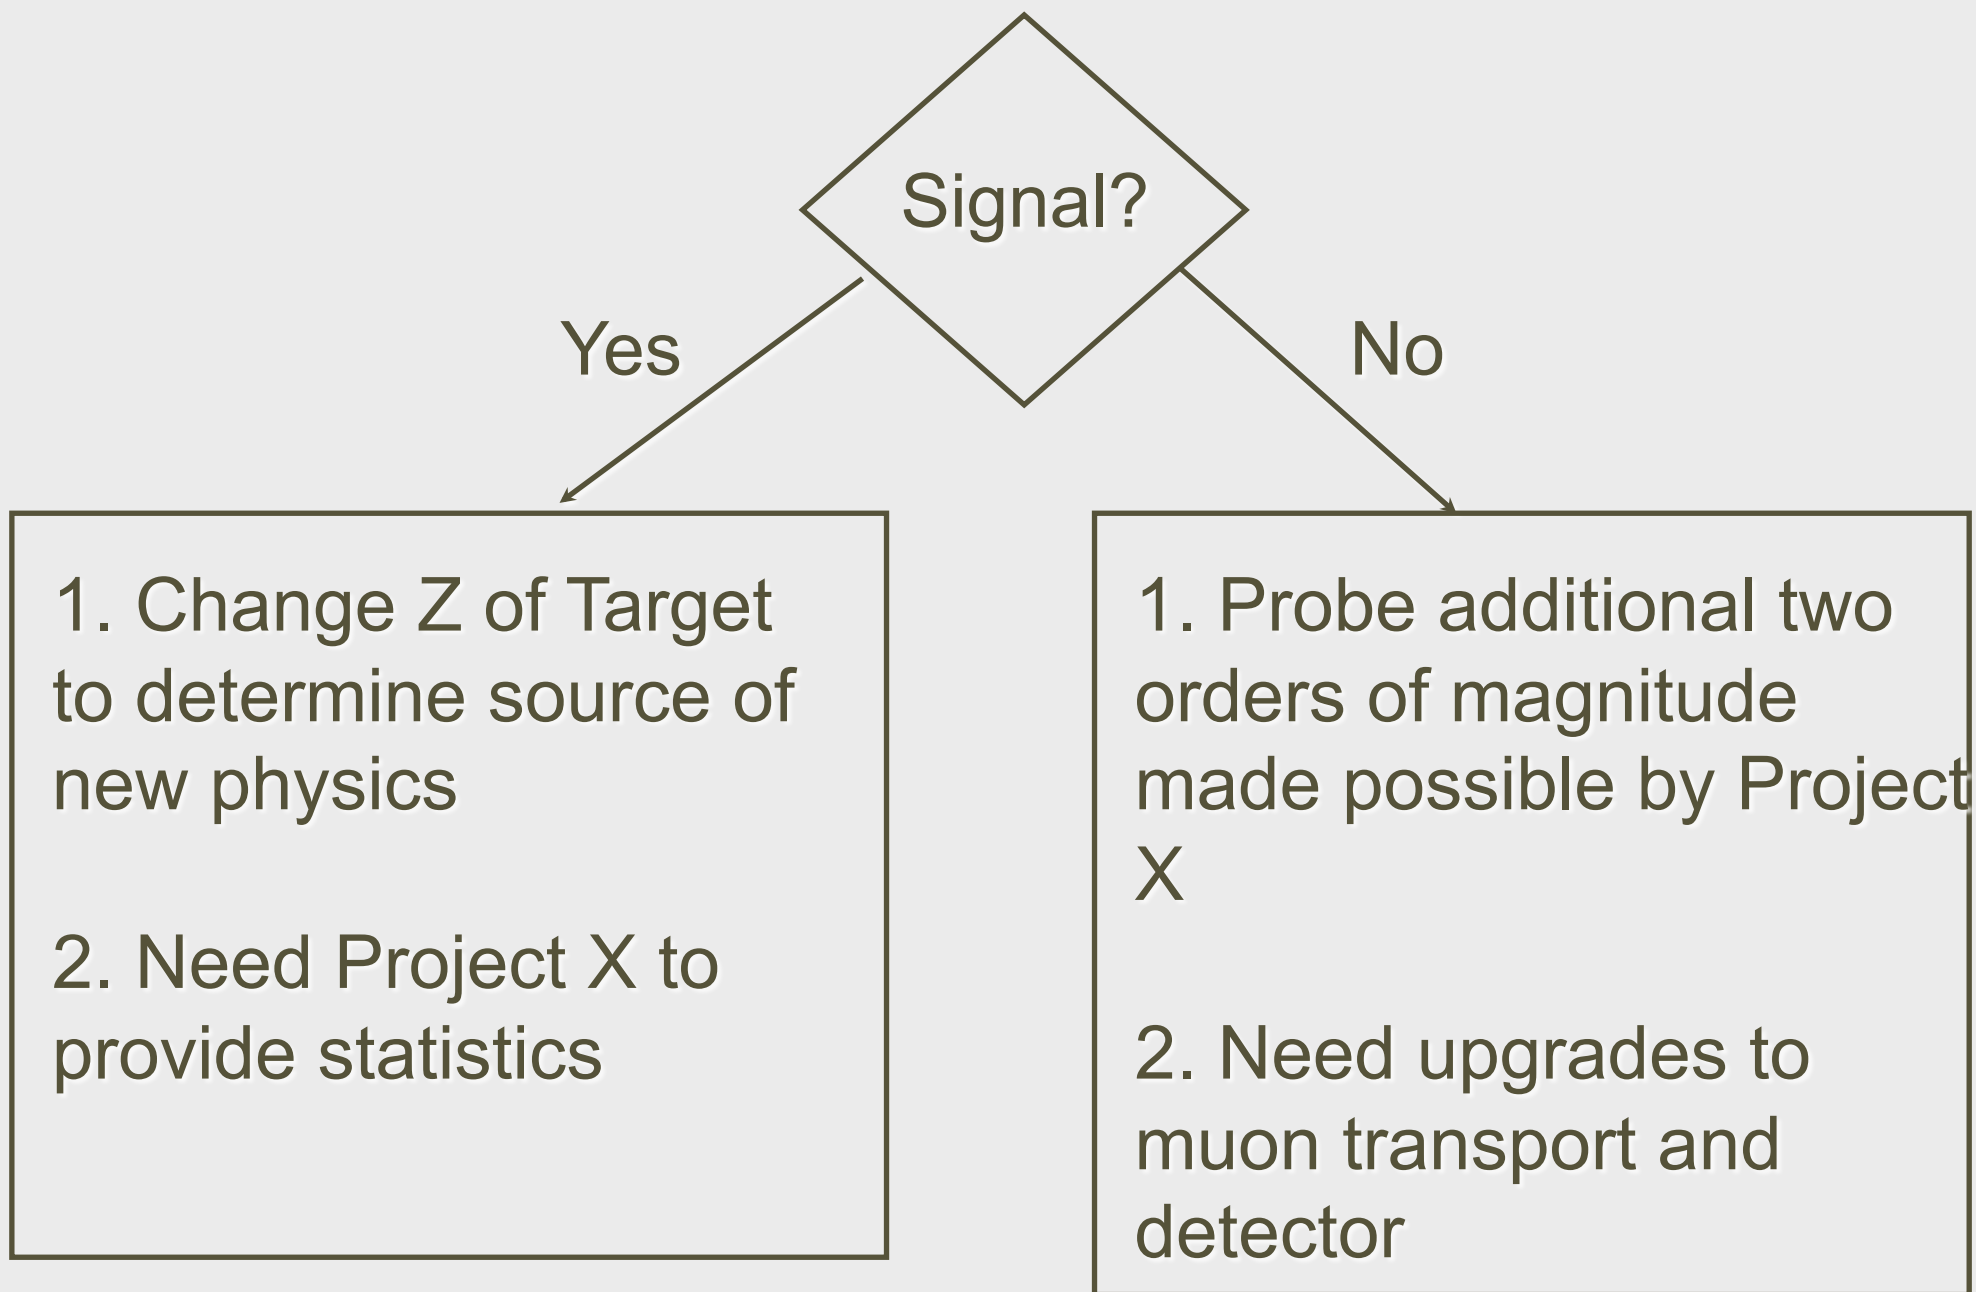 Signal?
Yes
No
1. Change Z of Target
to determine source of
new physics
2. Need Project X to
provide statistics
1. Probe additional two
orders of magnitude
made possible by Project
X
2. Need upgrades to
muon transport and
detector